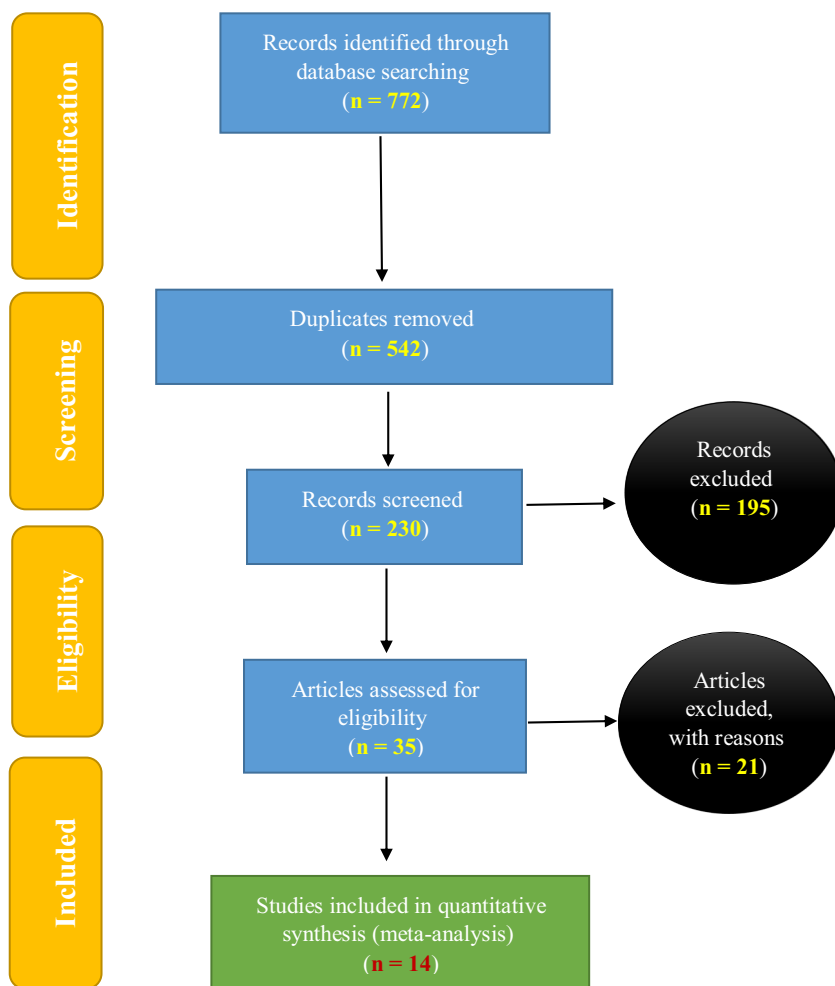 Identification
Records identified through
database searching
(n = 772)
Screening
Duplicates removed
(n = 542)
Records screened
(n = 230)
Records
excluded
(n = 195)
Eligibility
Articles assessed for
eligibility
(n = 35)
Articles
excluded,
with reasons
(n = 21)
Included
Studies included in quantitative
synthesis (meta-analysis)
(n = 14)